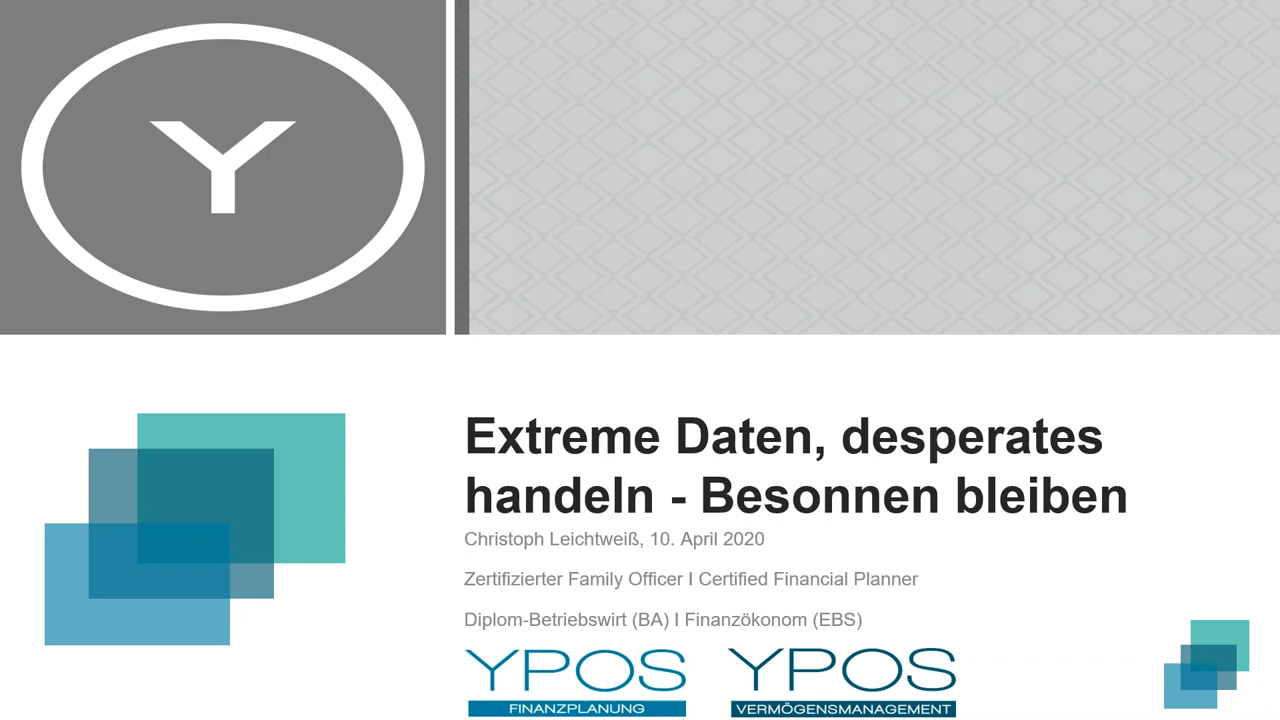 Y
Extreme Daten, desperates
handeln - Besonnen bleiben
Christoph Leichtweiß, 10. April 2020
Zertifizierter Family Officer I Certified Financial Planner
Diplom-Betriebswirt (BA) I Finanzökonom (EBS)
YPOS YPOS
FINANZPLANUNG VERMÖGENSMANAGEMENT